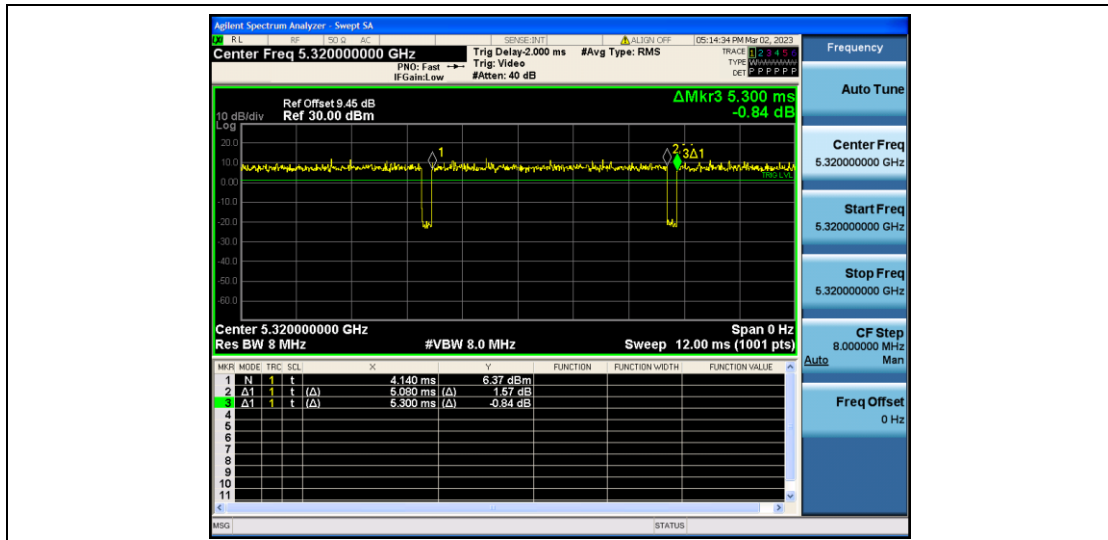 Agilent Spectrum Analyzer - Swept SA
RL RF 50 Ω AC SENSE:INT ALIGN OFF 05:14:34 PM Mar 02, 2023
Center Freq 5.320000000 GHz
Trig Delay-2.000 ms #Avg Type: RMS
TRACE 1 2 3 4 5 6
PNO: Fast Trig: Video
TYPE WWWWWW
IFGain:Low #Atten: 40 dB
DET P P P P P P
Frequency
Auto Tune
ΔMkr3 5.300 ms
-0.84 dB
Ref Offset 9.45 dB
10 dB/div Ref 30.00 dBm
Log
20.0
10.0
0.00
-10.0
-20.0
-30.0
-40.0
-50.0
-60.0
1
2
3Δ1
TRIG LVL
Center Freq
5.320000000 GHz
Start Freq
5.320000000 GHz
Stop Freq
5.320000000 GHz
Center 5.320000000 GHz Span 0 Hz
Res BW 8 MHz #VBW 8.0 MHz Sweep 12.00 ms (1001 pts)
CF Step
8.000000 MHz
Auto Man
Freq Offset
0 Hz
MKR MODE TRC SCL X Y FUNCTION FUNCTION WIDTH FUNCTION VALUE
1 N 1 t 4.140 ms 6.37 dBm
2 Δ1 1 t (Δ) 5.080 ms (Δ) 1.57 dB
3 Δ1 1 t (Δ) 5.300 ms (Δ) -0.84 dB
4
5
6
7
8
9
10
11
MSG STATUS